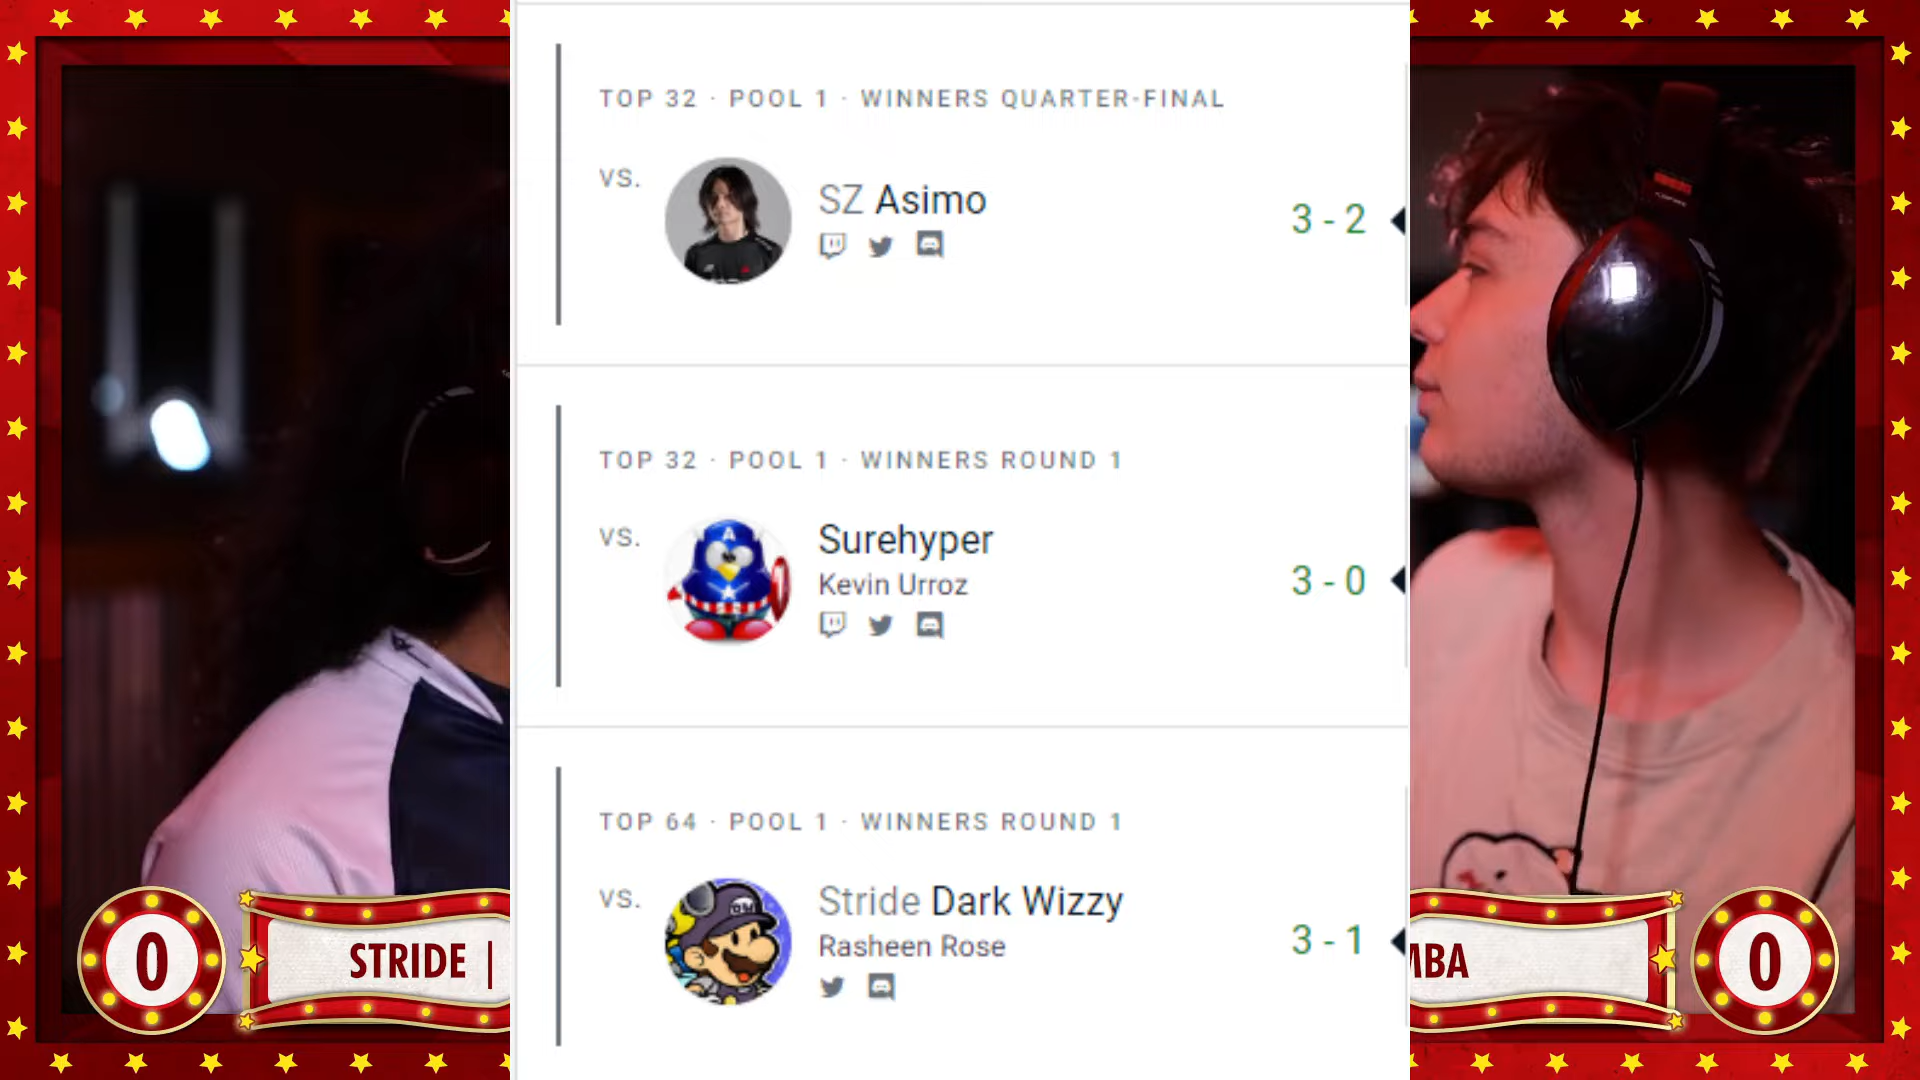 TOP 32 · POOL 1 · WINNERS QUARTER-FINAL
VS.
SZ Asimo
3 - 2
TOP 32 · POOL 1 · WINNERS ROUND 1
VS.
Surehyper
Kevin Urroz
3 - 0
TOP 64 · POOL 1 · WINNERS ROUND 1
VS.
Stride Dark Wizzy
Rasheen Rose
3 - 1
0
STRIDE |
MBA
0